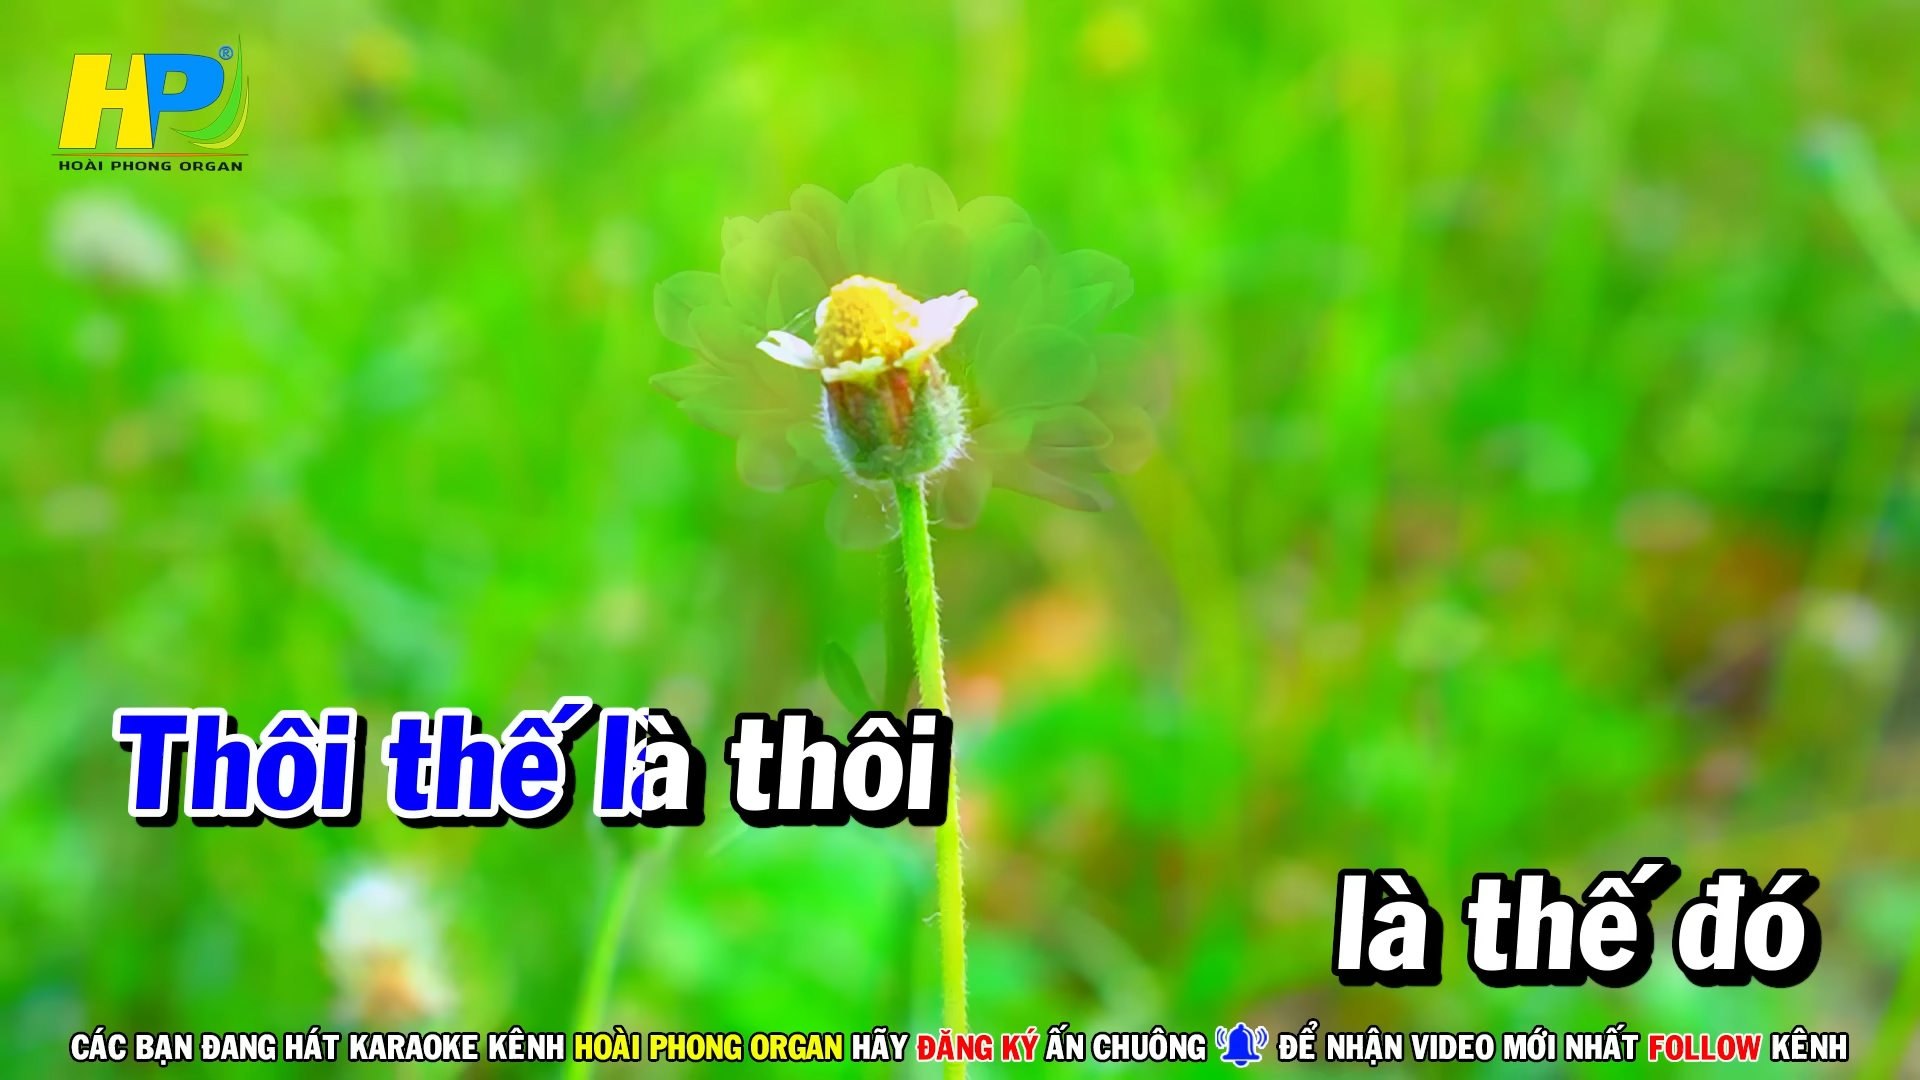 HP®
HOÀI PHONG ORGAN
Thôi thế là thôi
là thế đó
CÁC BẠN ĐANG HÁT KARAOKE KÊNH HOÀI PHONG ORGAN HÃY ĐĂNG KÝ ẤN CHUÔNG ĐỂ NHẬN VIDEO MỚI NHẤT FOLLOW KÊNH